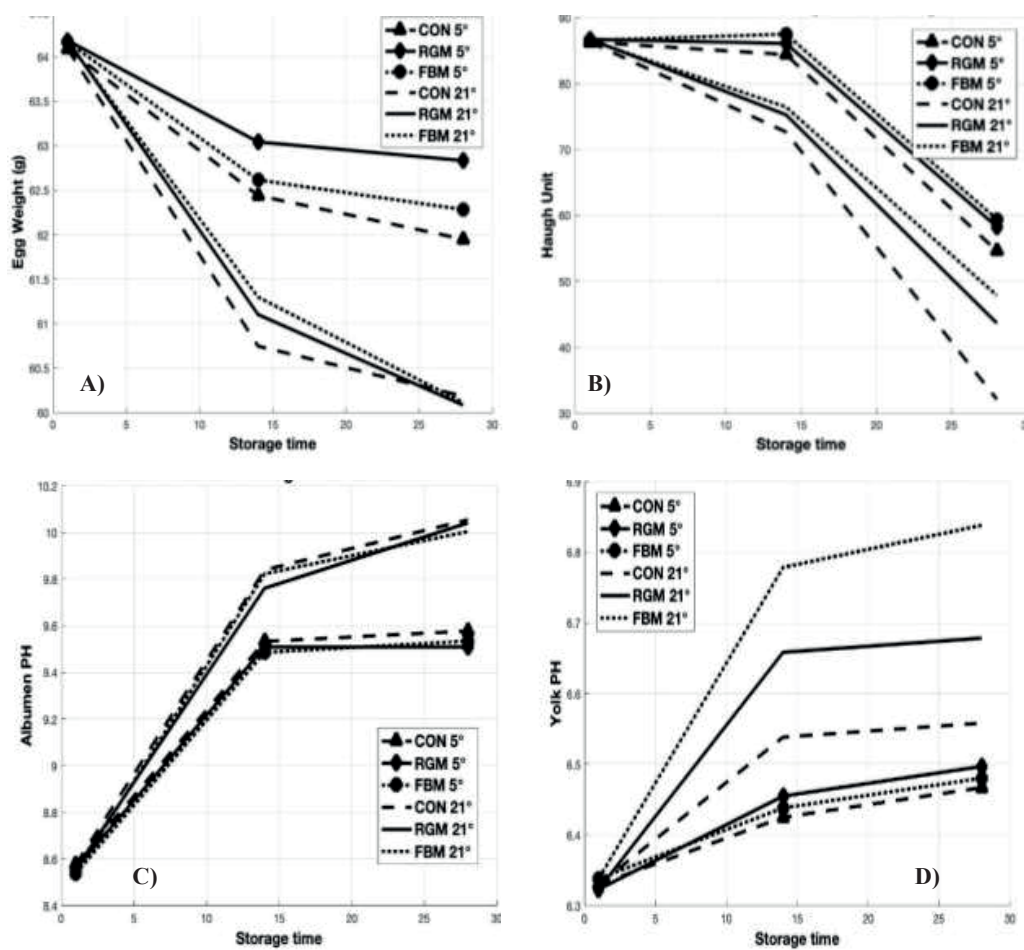 CON 5°
RGM 5°
FBM 5°
CON 21°
RGM 21°
FBM 21°
64
63.5
63
62.5
62
61.5
61
60.5
60
Egg Weight (g)
A)
0 5 10 15 20 25 30
Storage time
CON 5°
RGM 5°
FBM 5°
CON 21°
RGM 21°
FBM 21°
90
80
70
60
50
40
30
Haugh Unit
B)
0 5 10 15 20 25 30
Storage time
10.2
10
9.8
9.6
9.4
9.2
9
8.8
8.6
8.4
Albumen PH
CON 5°
RGM 5°
FBM 5°
CON 21°
RGM 21°
FBM 21°
C)
0 5 10 15 20 25 30
Storage time
6.9
6.8
6.7
6.6
6.5
6.4
6.3
Yolk PH
CON 5°
RGM 5°
FBM 5°
CON 21°
RGM 21°
FBM 21°
D)
0 5 10 15 20 25 30
Storage time